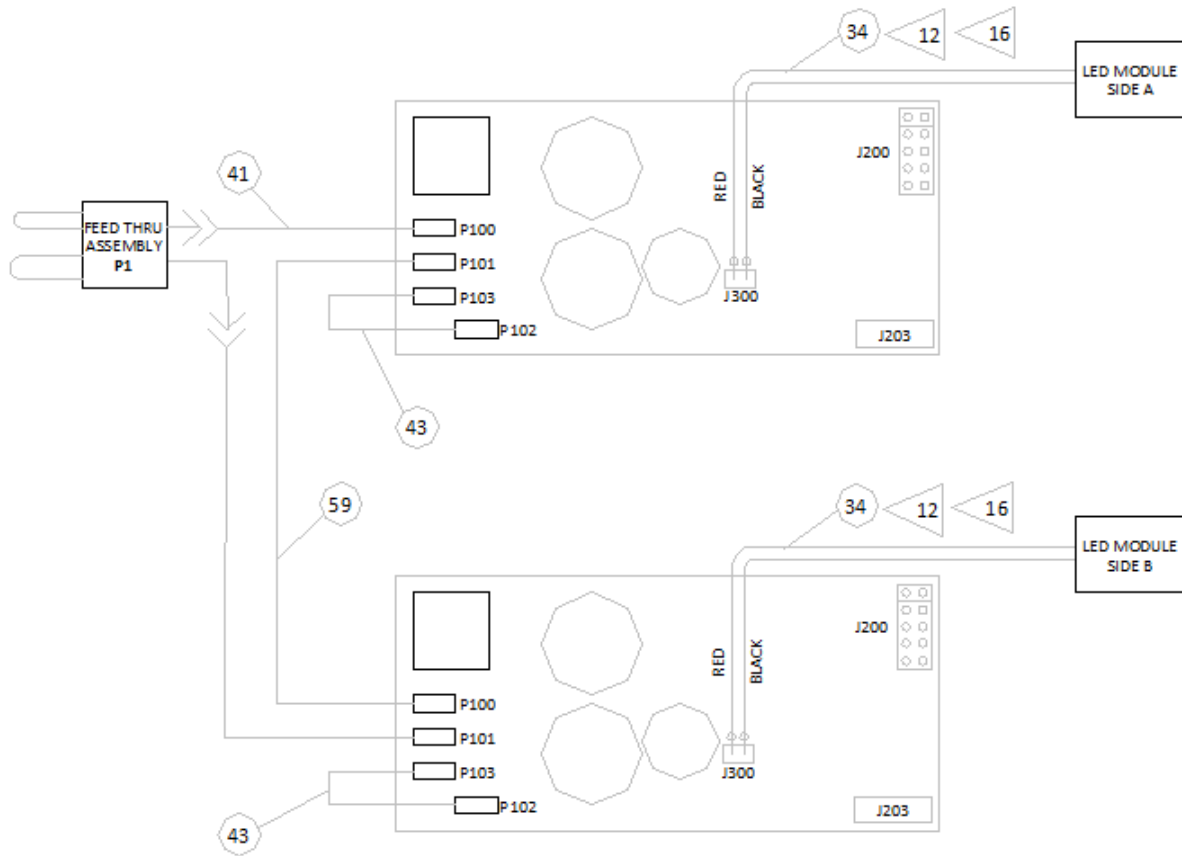 34
12
16
LED MODULE
SIDE A
J200
RED
BLACK
41
FEED THRU
ASSEMBLY
P1
P100
P101
P103
P102
J300
J203
43
59
34
12
16
LED MODULE
SIDE B
J200
RED
BLACK
P100
P101
P103
P102
J300
J203
43